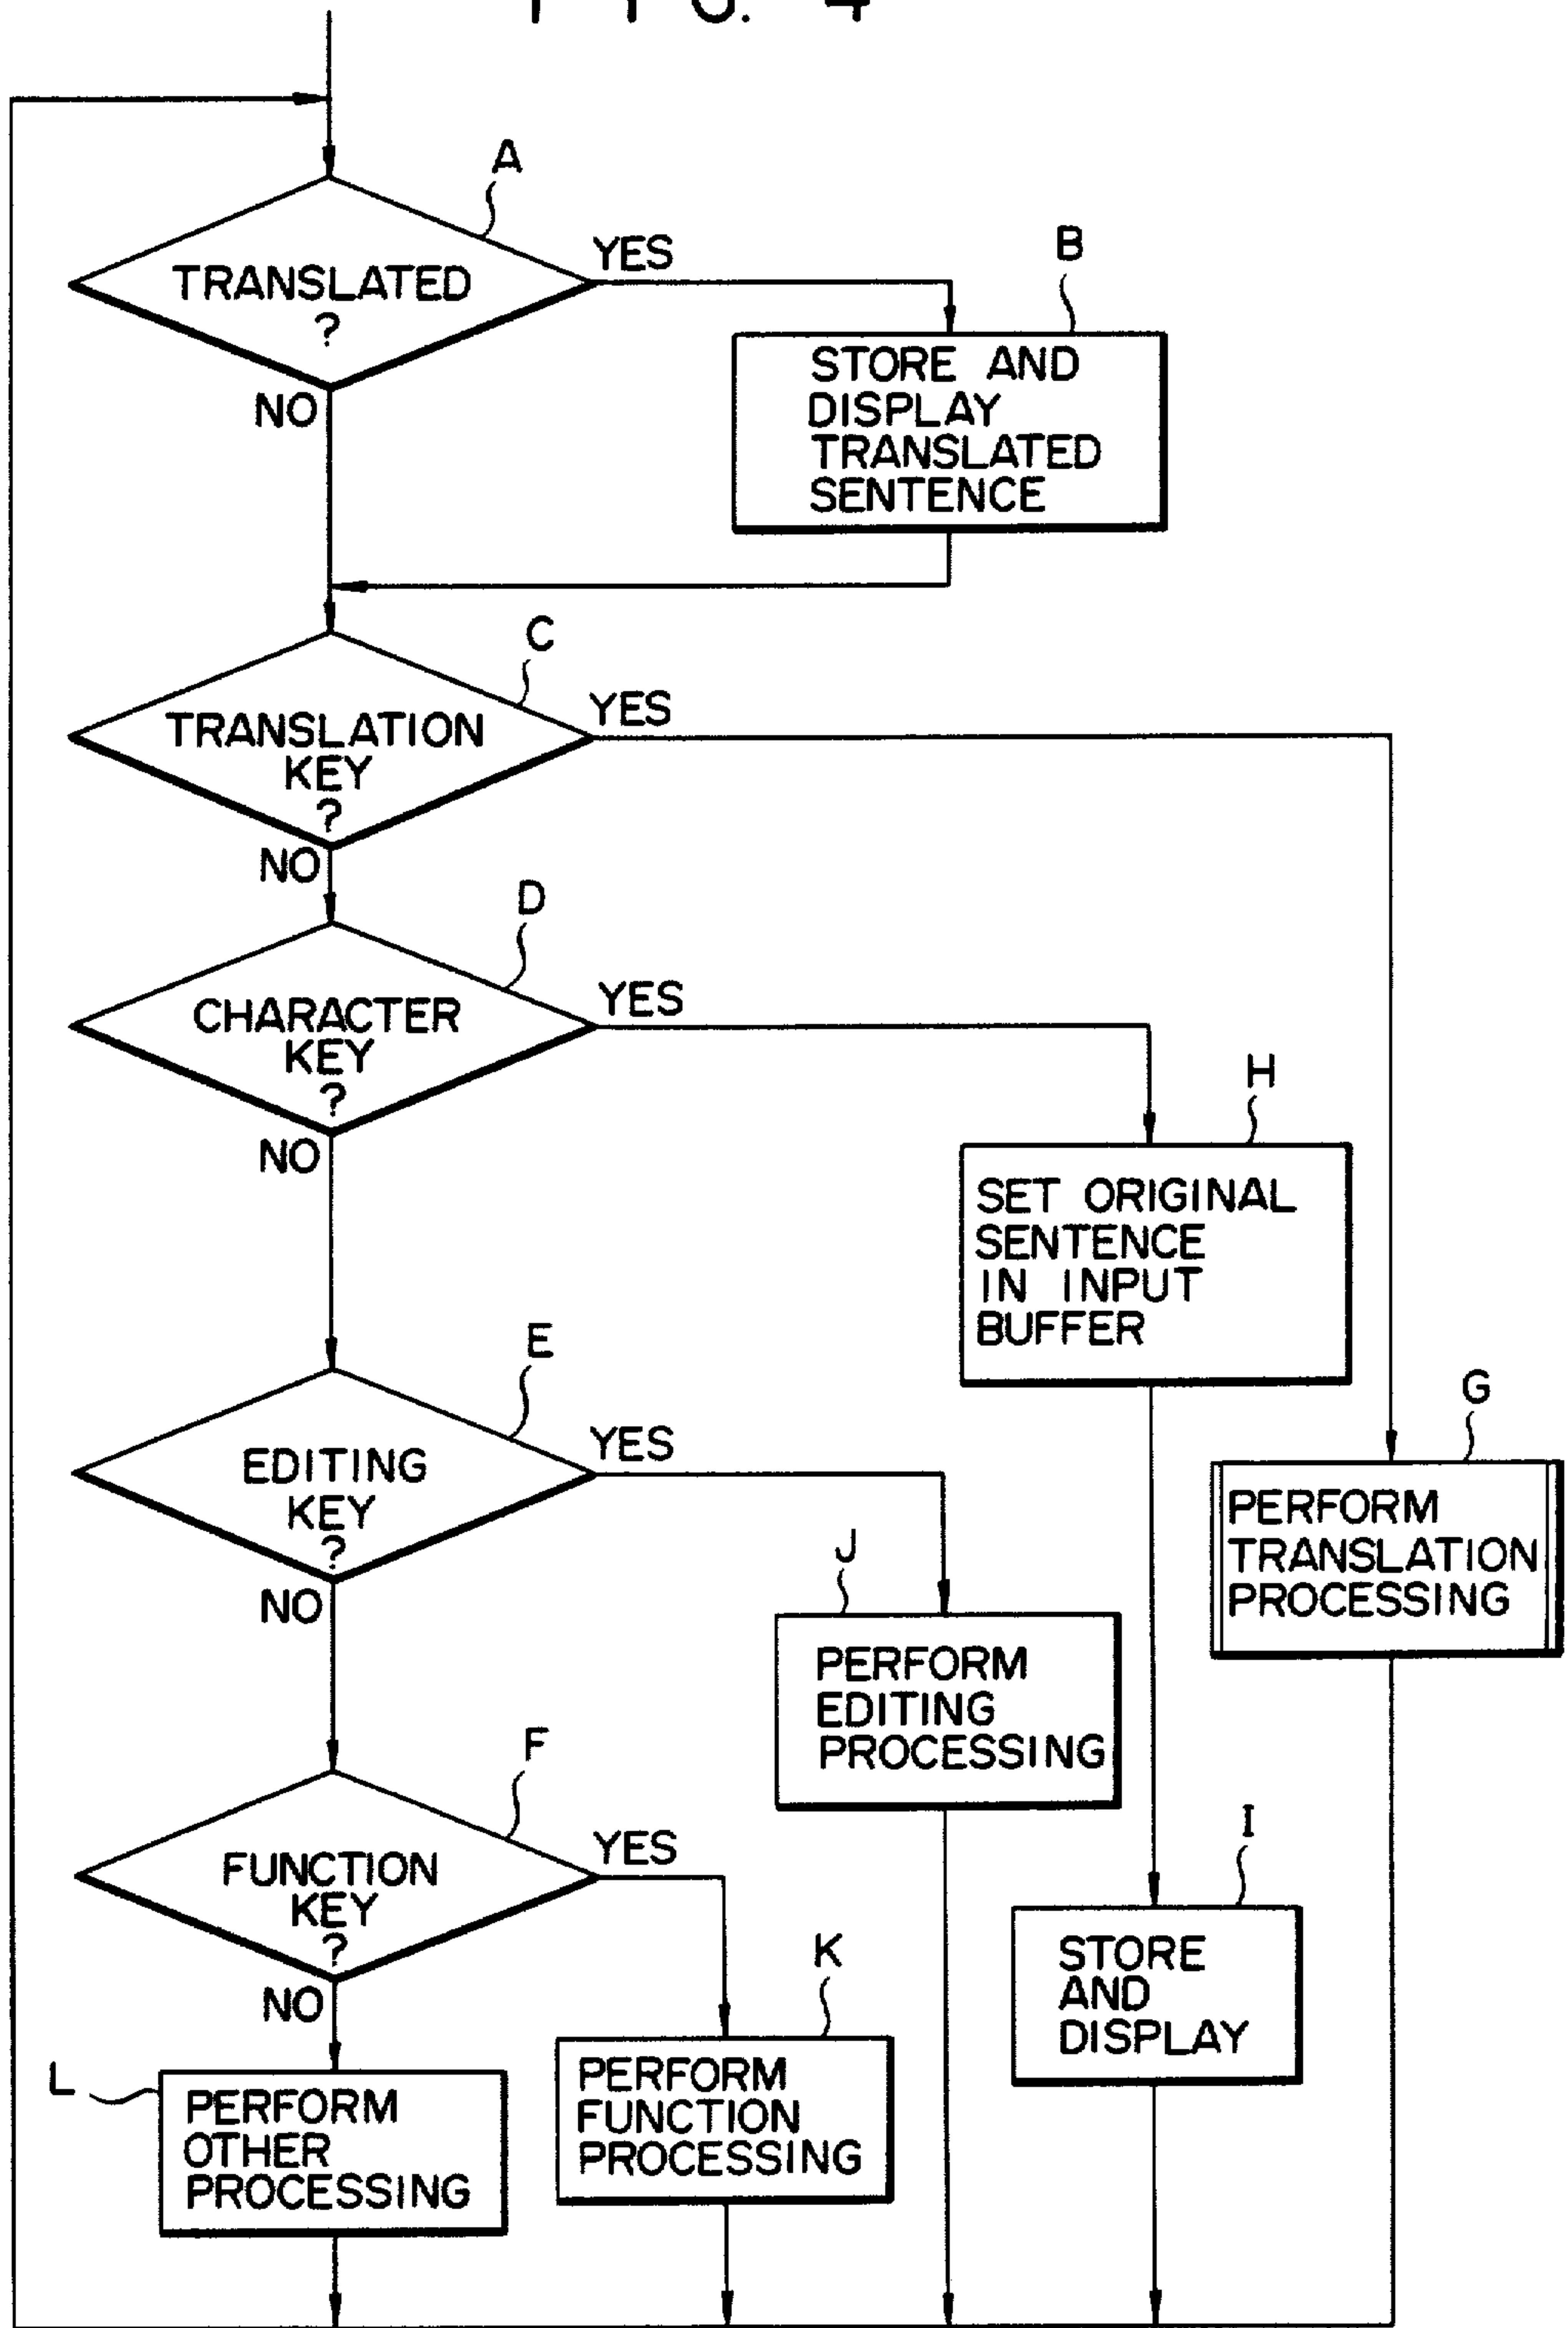 FIG. 4
A
TRANSLATED
?
YES
NO
B
STORE AND
DISPLAY
TRANSLATED
SENTENCE
C
TRANSLATION
KEY
?
YES
NO
D
CHARACTER
KEY
?
YES
NO
H
SET ORIGINAL
SENTENCE
IN INPUT
BUFFER
E
EDITING
KEY
?
YES
NO
G
PERFORM
TRANSLATION
PROCESSING
J
PERFORM
EDITING
PROCESSING
F
FUNCTION
KEY
?
YES
NO
I
STORE
AND
DISPLAY
K
PERFORM
FUNCTION
PROCESSING
L
PERFORM
OTHER
PROCESSING